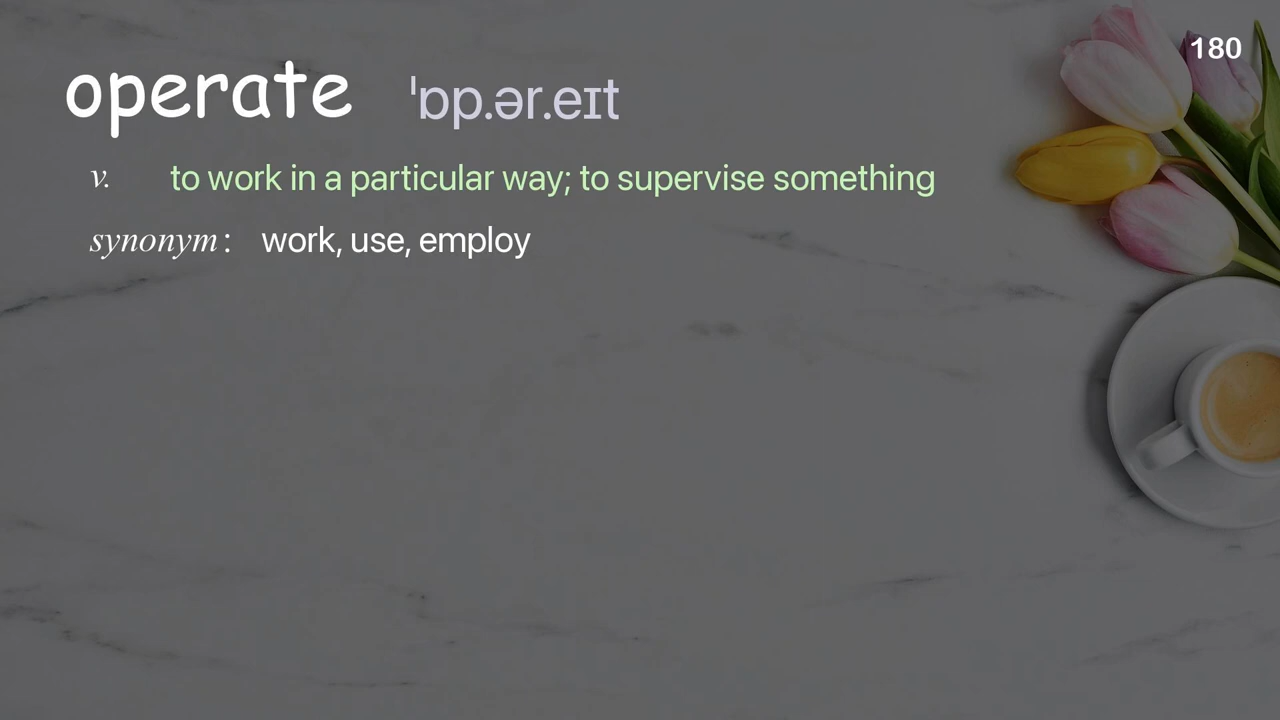 180
operate ˈɒp.ər.eɪt
v. to work in a particular way; to supervise something
synonym: work, use, employ